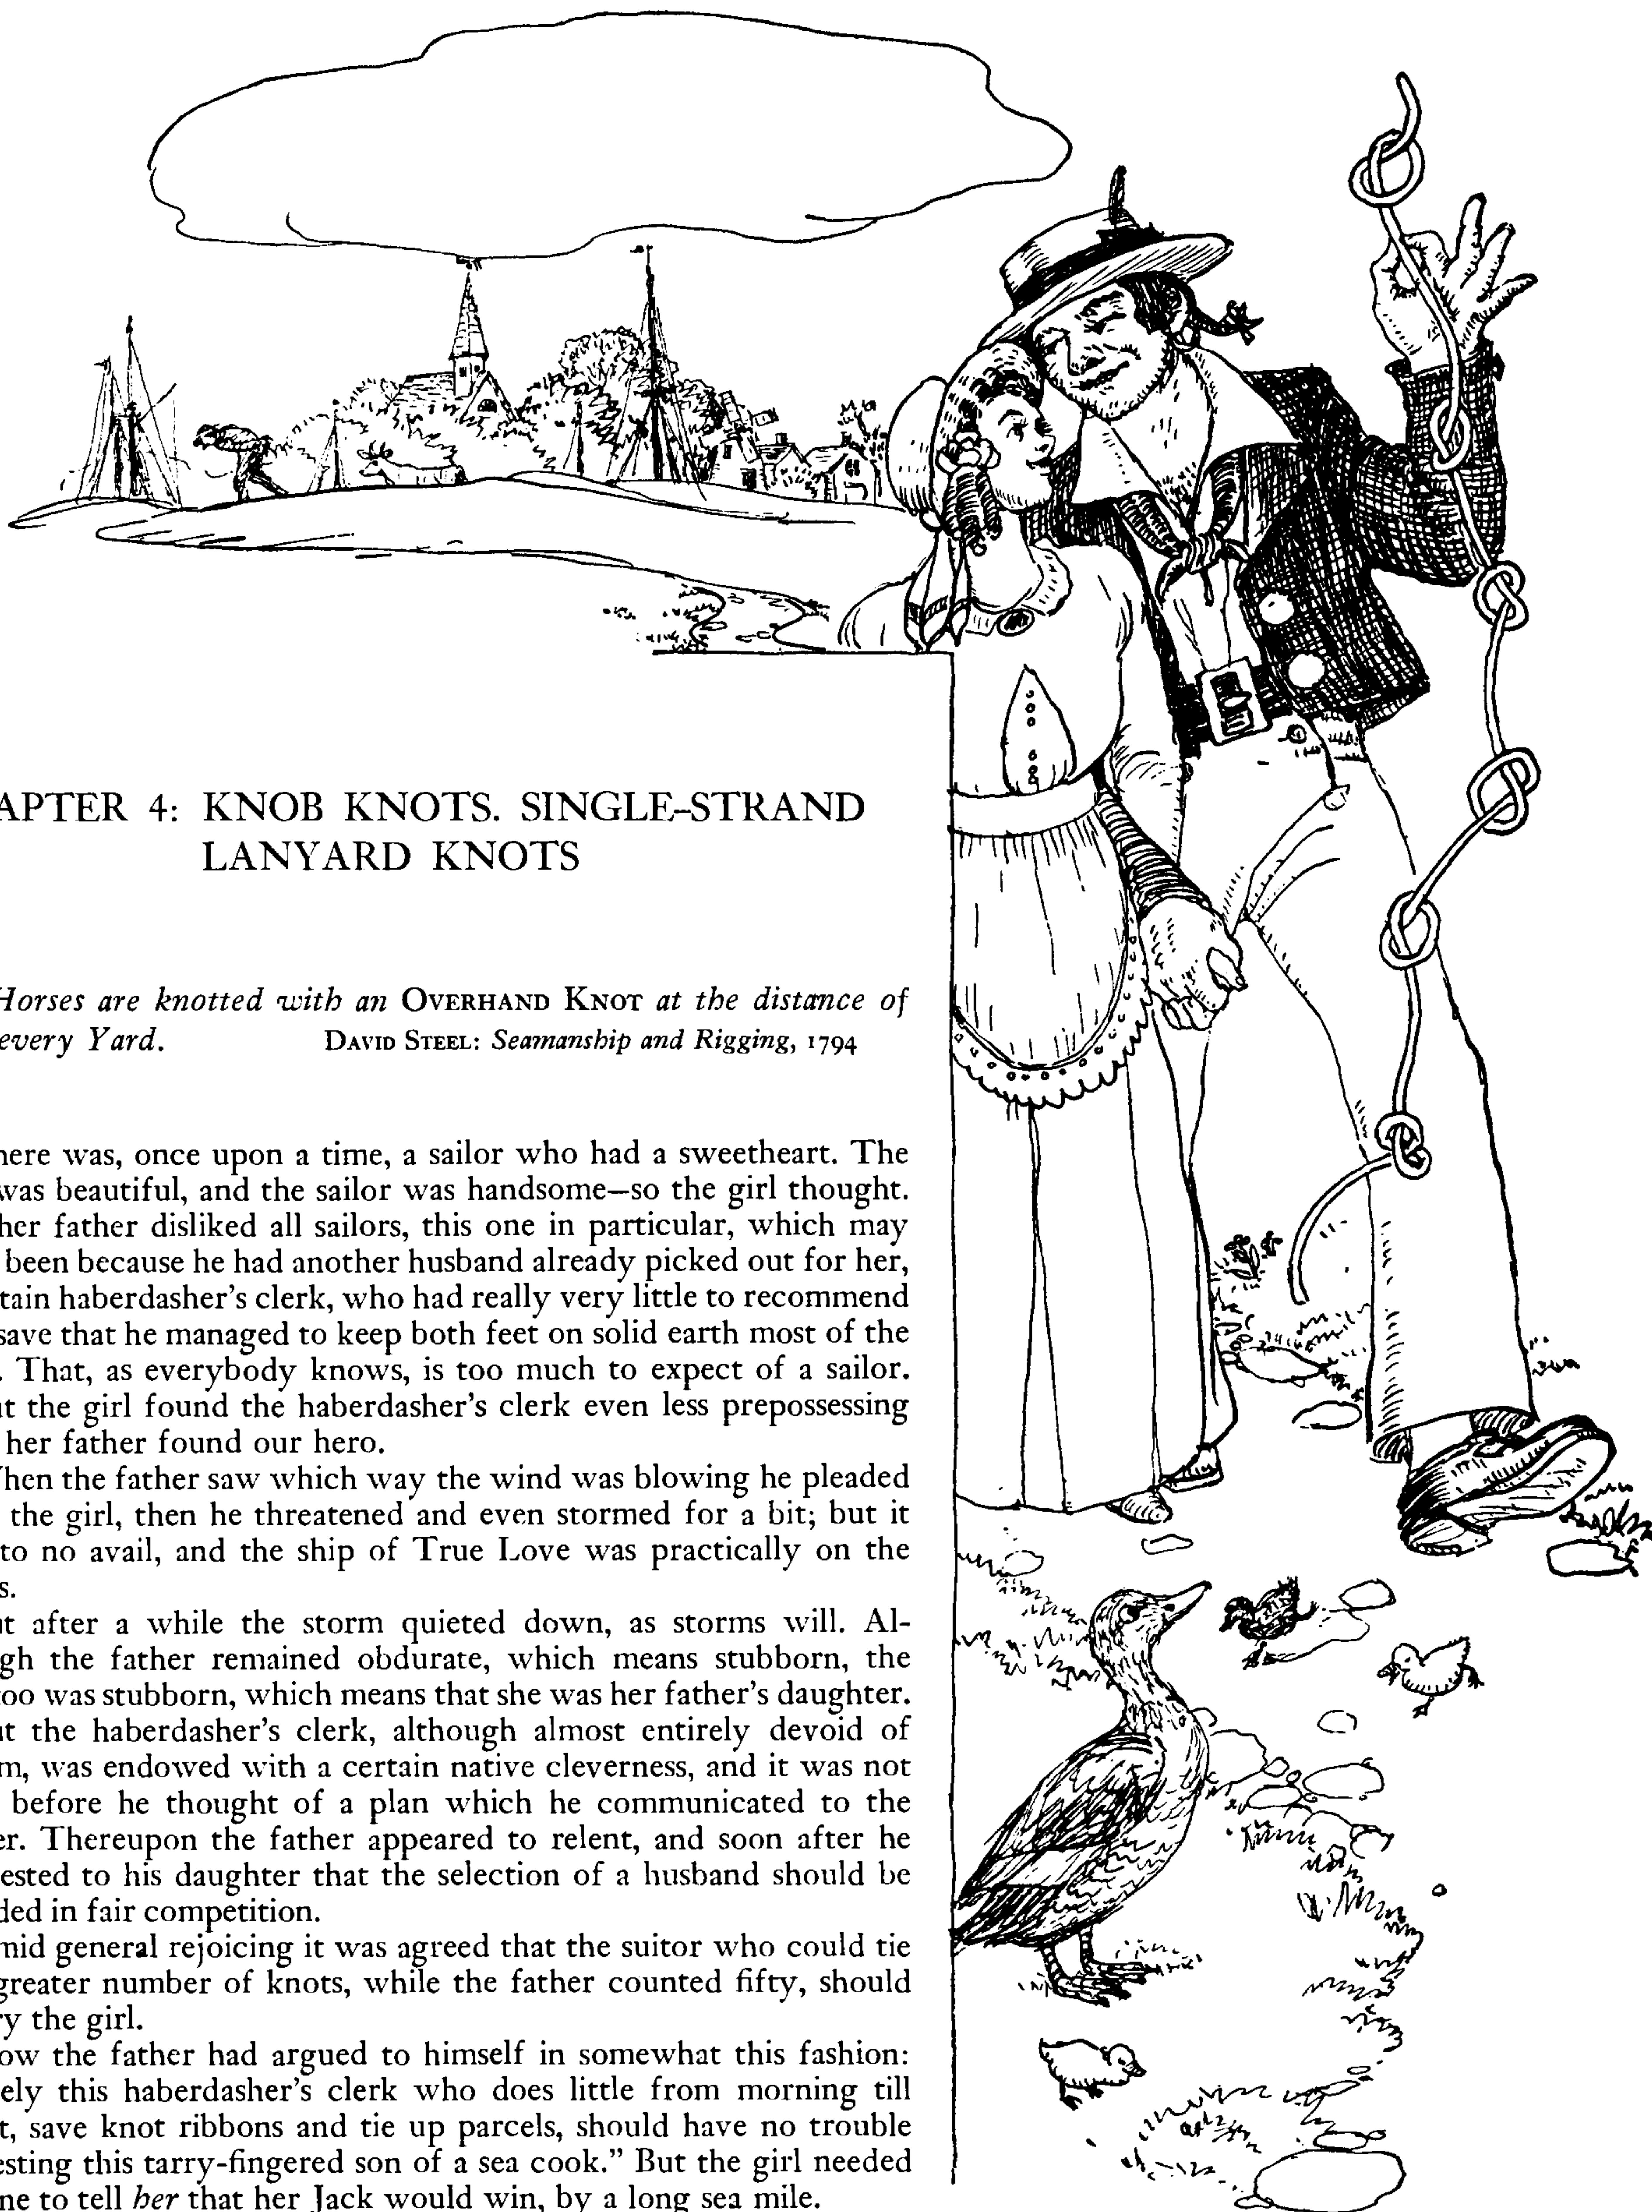 APTER 4: KNOB KNOTS. SINGLE-STRAND
LANYARD KNOTS
Horses are knotted with an OVERHAND KNOT at the distance of
every Yard. DAVID STEEL: Seamanship and Rigging, 1794
here was, once upon a time, a sailor who had a sweetheart. The
was beautiful, and the sailor was handsome—so the girl thought.
her father disliked all sailors, this one in particular, which may
been because he had another husband already picked out for her,
tain haberdasher's clerk, who had really very little to recommend
save that he managed to keep both feet on solid earth most of the
. That, as everybody knows, is too much to expect of a sailor.
ut the girl found the haberdasher's clerk even less prepossessing
her father found our hero.
hen the father saw which way the wind was blowing he pleaded
the girl, then he threatened and even stormed for a bit; but it
to no avail, and the ship of True Love was practically on the
s.
ut after a while the storm quieted down, as storms will. Al-
gh the father remained obdurate, which means stubborn, the
too was stubborn, which means that she was her father's daughter.
ut the haberdasher's clerk, although almost entirely devoid of
m, was endowed with a certain native cleverness, and it was not
before he thought of a plan which he communicated to the
er. Thereupon the father appeared to relent, and soon after he
ested to his daughter that the selection of a husband should be
ded in fair competition.
mid general rejoicing it was agreed that the suitor who could tie
greater number of knots, while the father counted fifty, should
ry the girl.
ow the father had argued to himself in somewhat this fashion:
ely this haberdasher's clerk who does little from morning till
t, save knot ribbons and tie up parcels, should have no trouble
esting this tarry-fingered son of a sea cook.” But the girl needed
ne to tell her that her Jack would win, by a long sea mile.